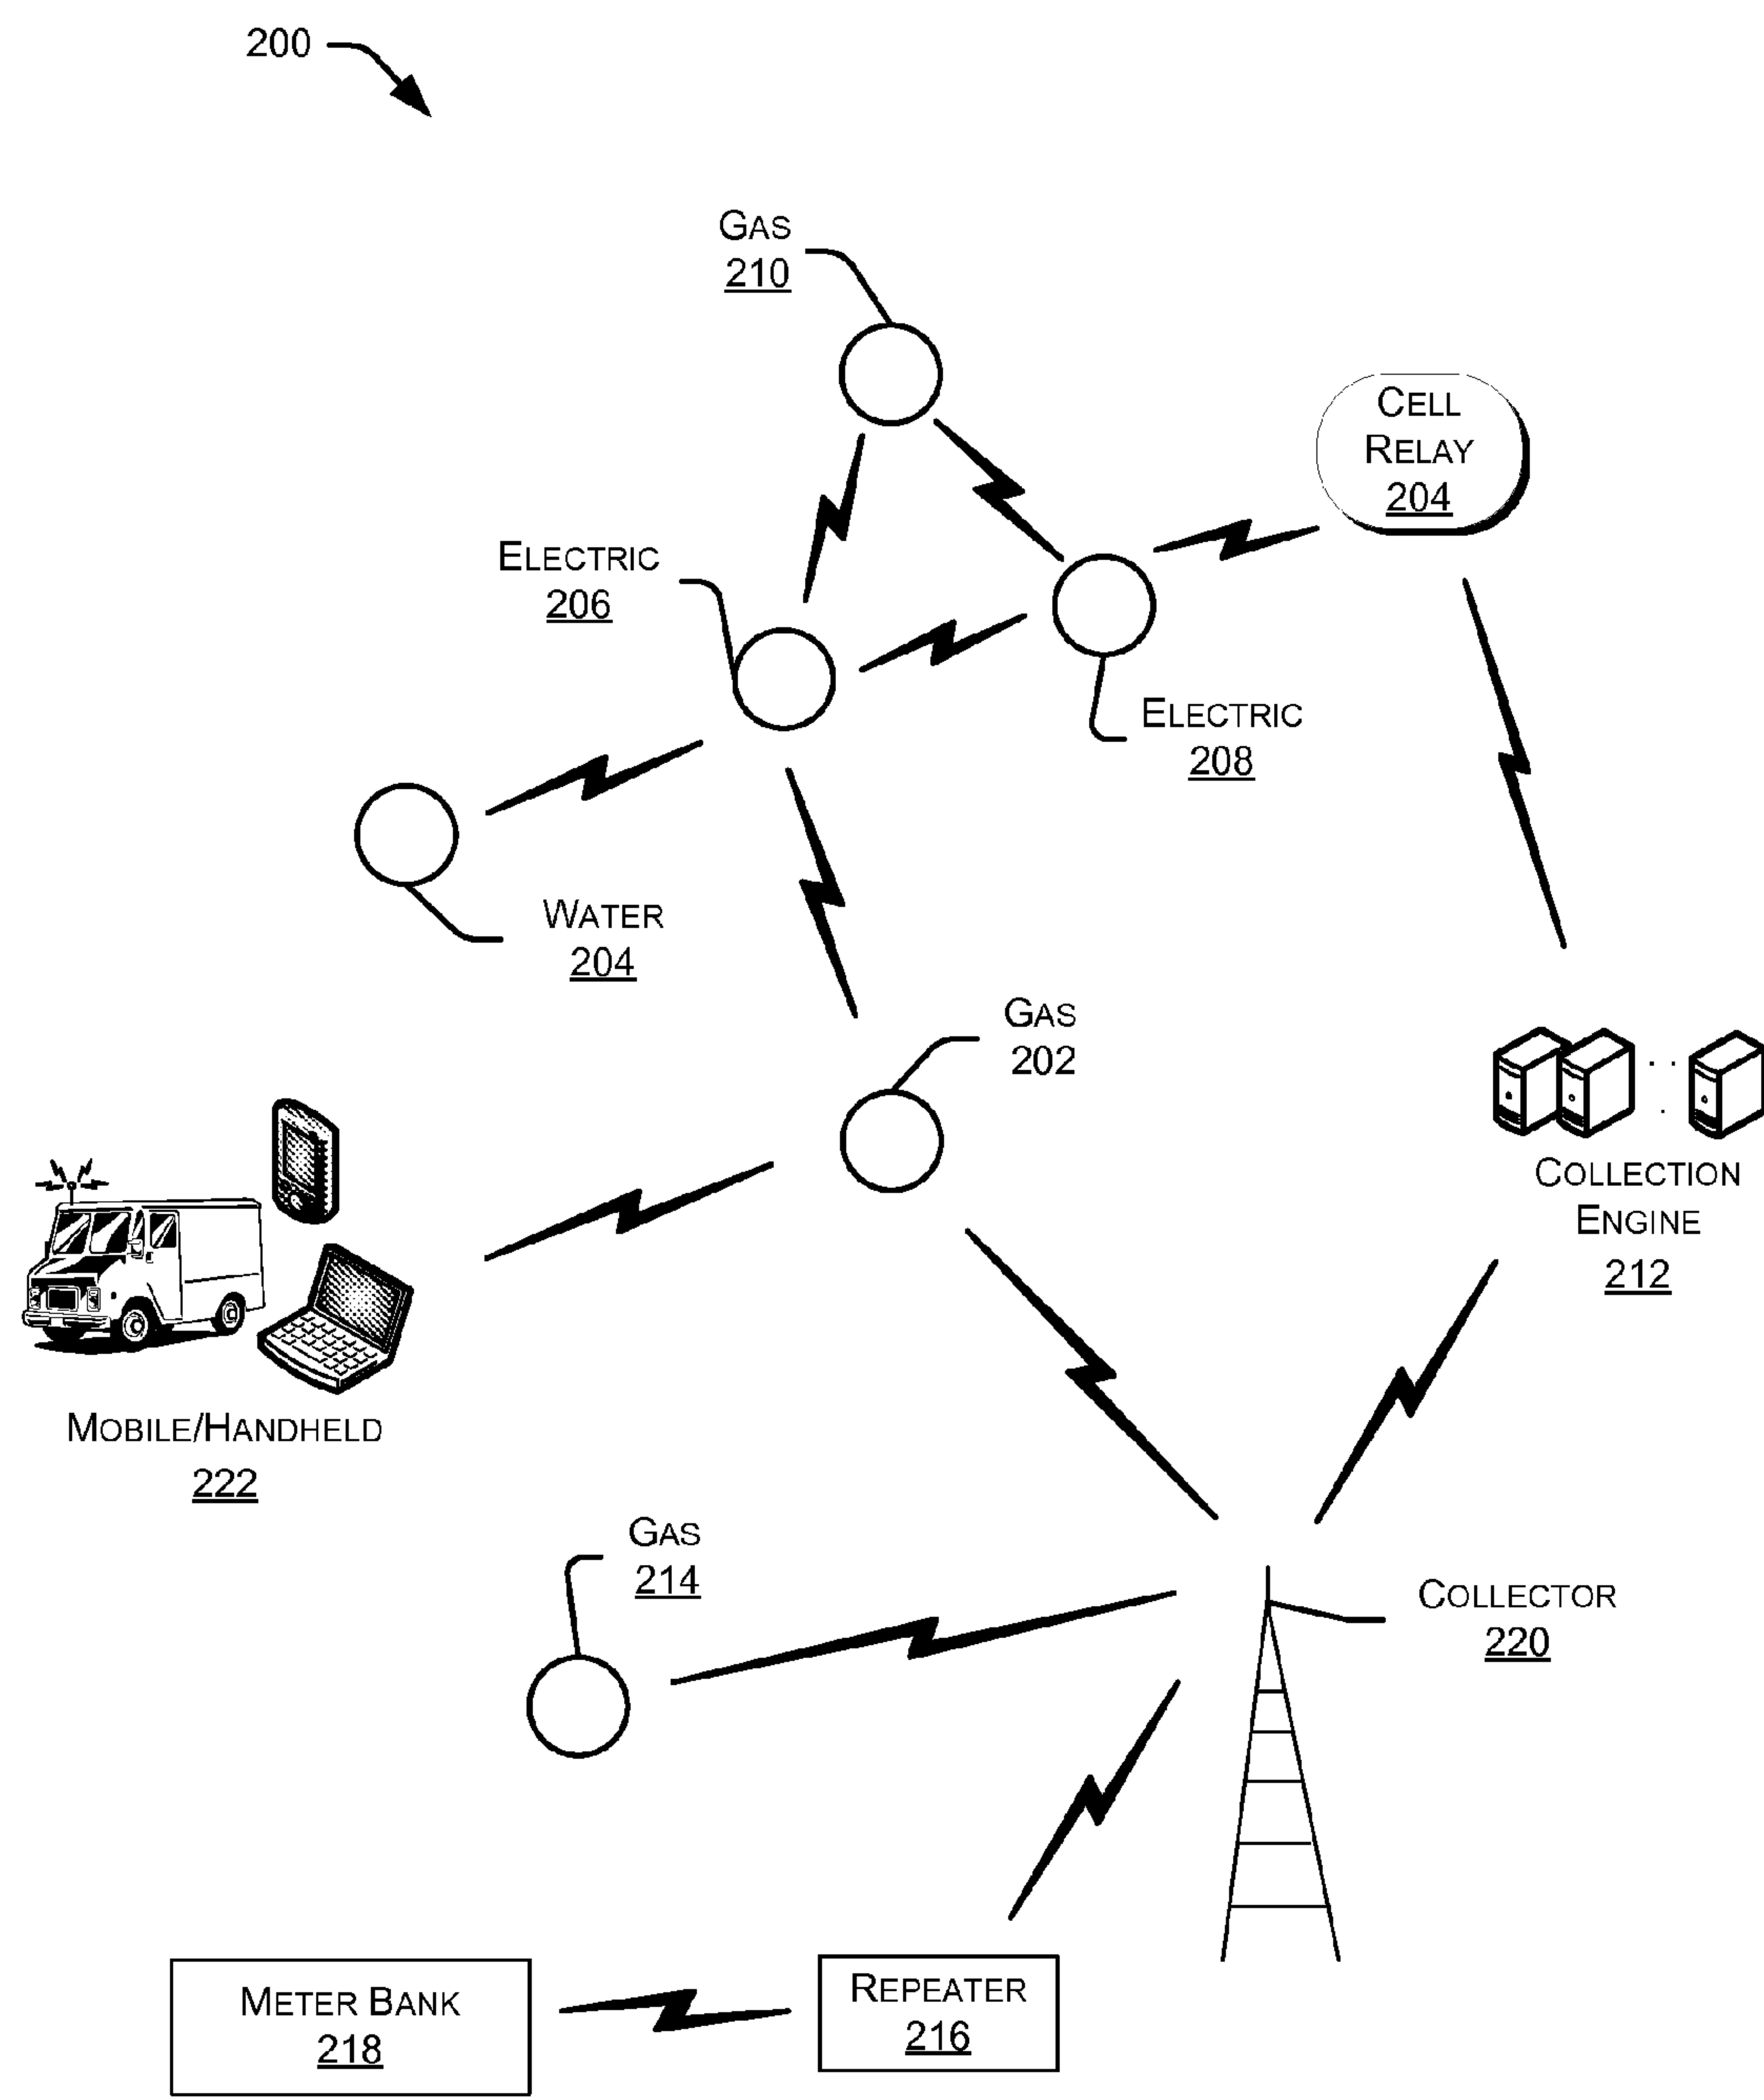 200
GAS
210
CELL
RELAY
204
ELECTRIC
206
ELECTRIC
208
WATER
204
GAS
202
COLLECTION
ENGINE
212
MOBILE/HANDHELD
222
GAS
214
COLLECTOR
220
METER BANK
218
REPEATER
216